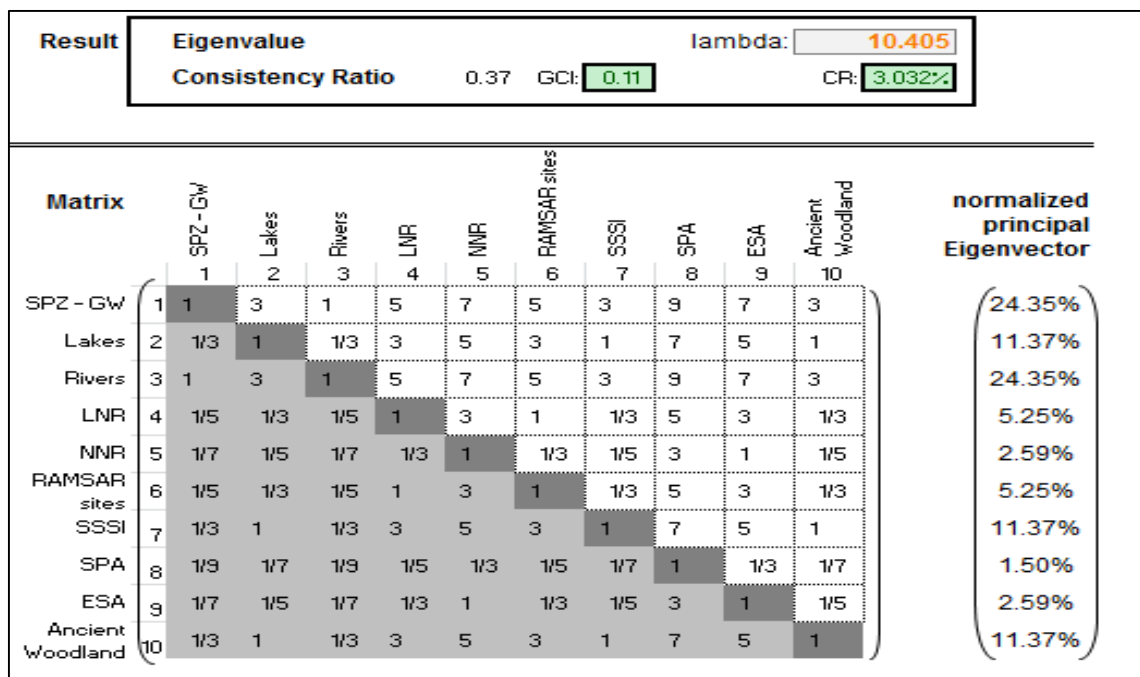 Result Eigenvalue lambda: 10.405
Consistency Ratio 0.37 GCI: 0.11 CR: 3.032%
Matrix SPZ - GW Lakes Rivers LNR NNR RAMSAR sites SSSI SPA ESA Ancient Woodland normalized principal Eigenvector
1 2 3 4 5 6 7 8 9 10
SPZ - GW 1 1 3 1 5 7 5 3 9 7 3 24.35%
Lakes 2 1/3 1 1/3 3 5 3 1 7 5 1 11.37%
Rivers 3 1 3 1 5 7 5 3 9 7 3 24.35%
LNR 4 1/5 1/3 1/5 1 3 1 1/3 5 3 1/3 5.25%
NNR 5 1/7 1/5 1/7 1/3 1 1/3 1/5 3 1 1/5 2.59%
RAMSAR sites 6 1/5 1/3 1/5 1 3 1 1/3 5 3 1/3 5.25%
SSSI 7 1/3 1 1/3 3 5 3 1 7 5 1 11.37%
SPA 8 1/9 1/7 1/9 1/5 1/3 1/5 1/7 1 1/3 1/7 1.50%
ESA 9 1/7 1/5 1/7 1/3 1 1/3 1/5 3 1 1/5 2.59%
Ancient Woodland 10 1/3 1 1/3 3 5 3 1 7 5 1 11.37%